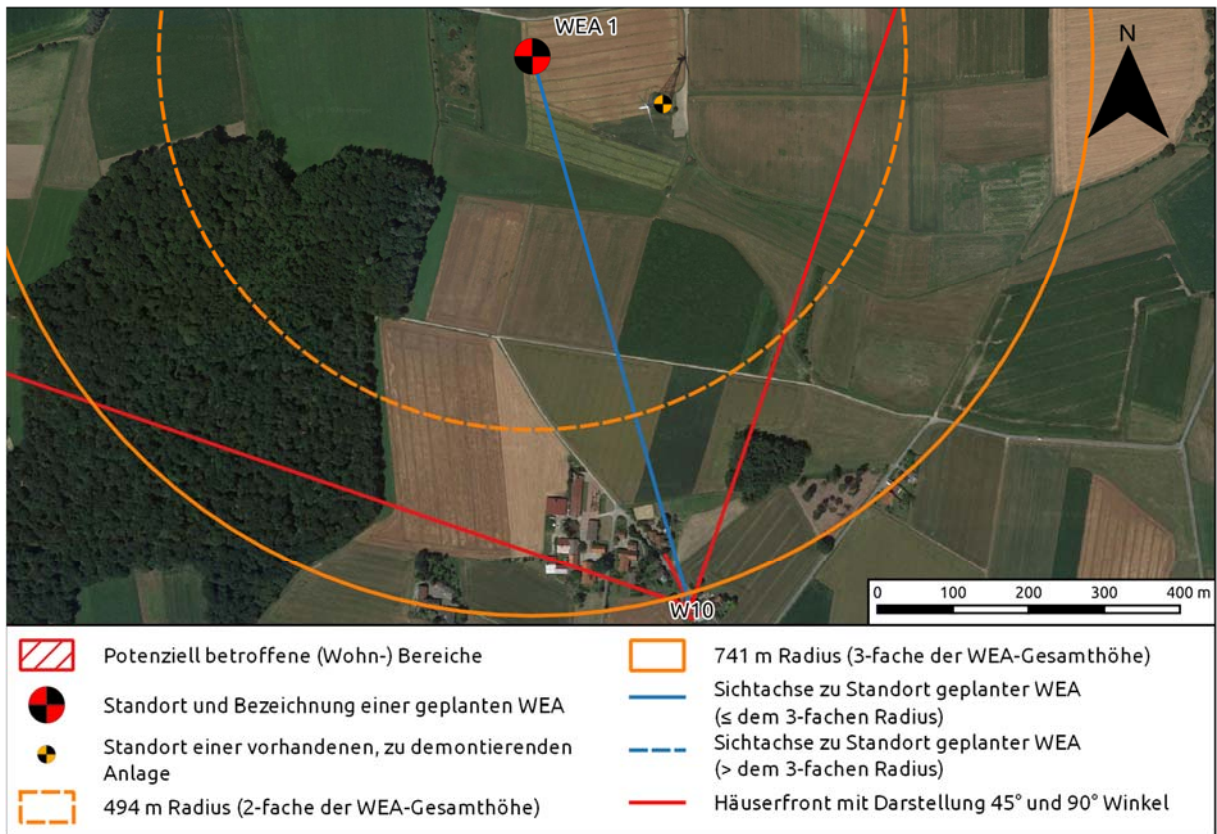 WEA 1
N
W10
0 100 200 300 400 m
Potenziell betroffene (Wohn-) Bereiche
Standort und Bezeichnung einer geplanten WEA
Standort einer vorhandenen, zu demontierenden
Anlage
494 m Radius (2-fache der WEA-Gesamthöhe)
741 m Radius (3-fache der WEA-Gesamthöhe)
Sichtachse zu Standort geplanter WEA
(≤ dem 3-fachen Radius)
Sichtachse zu Standort geplanter WEA
(> dem 3-fachen Radius)
Häuserfront mit Darstellung 45° und 90° Winkel